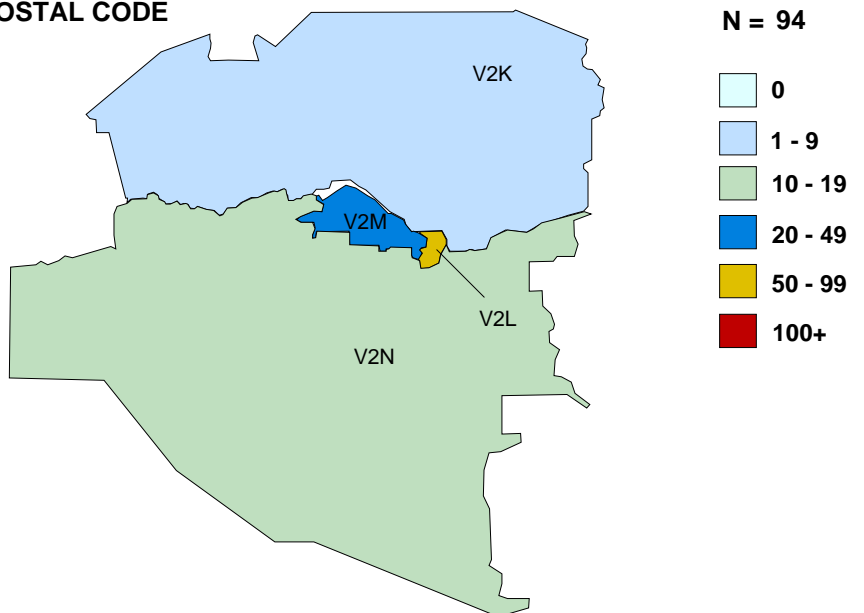 OSTAL CODE
N = 94
V2K
0
1 - 9
10 - 19
V2M
20 - 49
50 - 99
V2L
100+
V2N